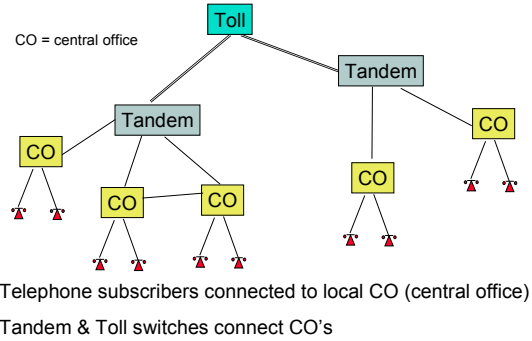 Toll
CO = central office
Tandem
Tandem
CO
CO
CO
CO
CO
Telephone subscribers connected to local CO (central office)
Tandem & Toll switches connect CO's